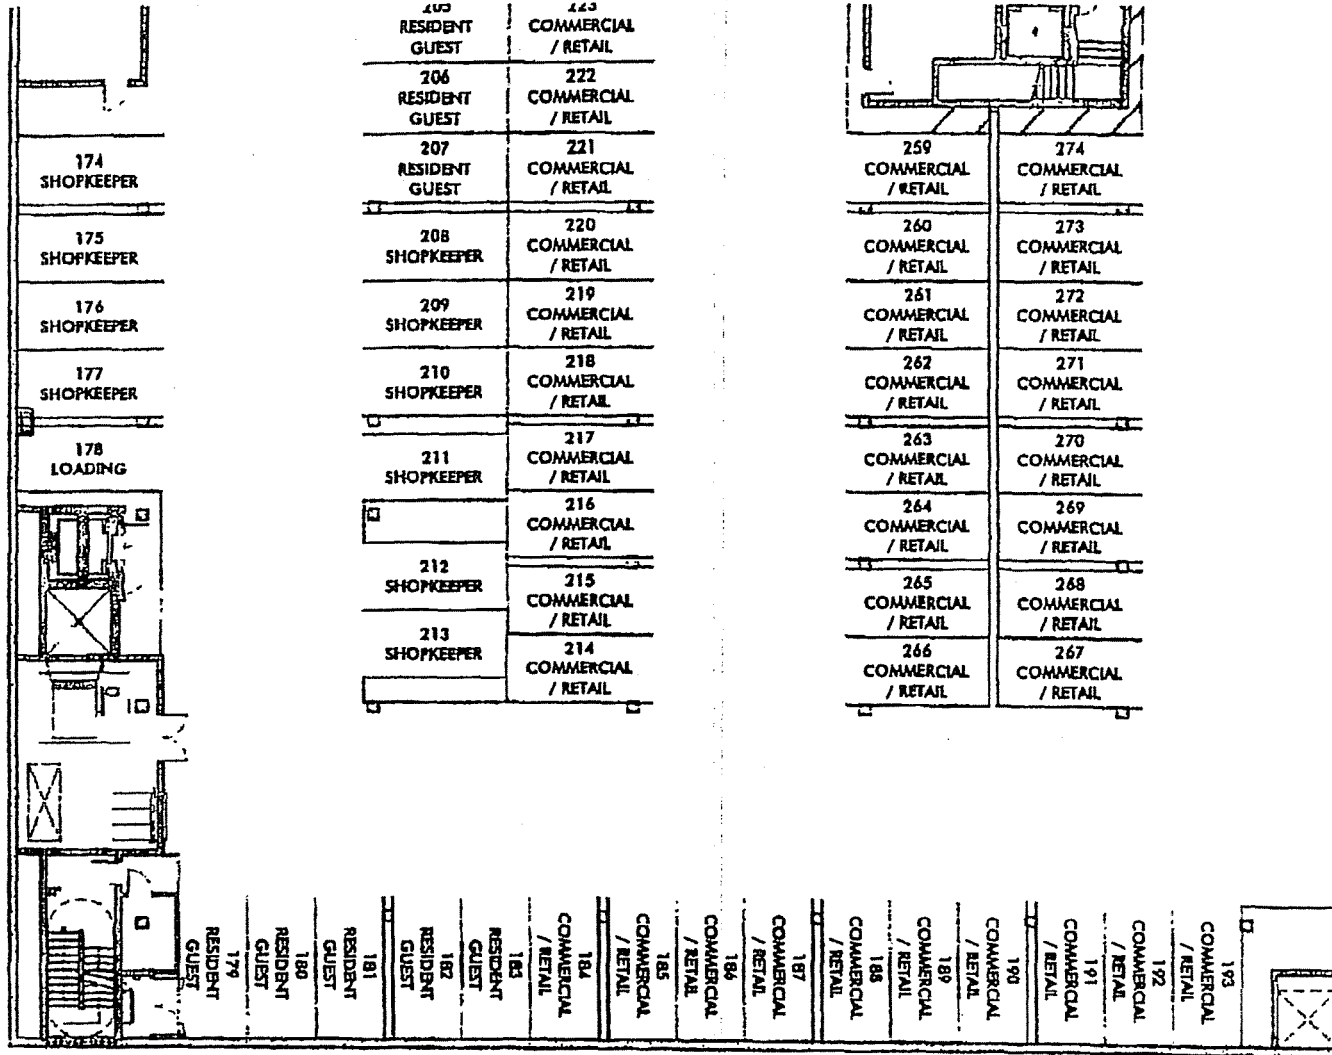 205
RESIDENT
GUEST
223
COMMERCIAL
/ RETAIL
206
RESIDENT
GUEST
222
COMMERCIAL
/ RETAIL
207
RESIDENT
GUEST
221
COMMERCIAL
/ RETAIL
259
COMMERCIAL
/ RETAIL
274
COMMERCIAL
/ RETAIL
174
SHOPKEEPER
175
SHOPKEEPER
208
SHOPKEEPER
220
COMMERCIAL
/ RETAIL
260
COMMERCIAL
/ RETAIL
273
COMMERCIAL
/ RETAIL
176
SHOPKEEPER
209
SHOPKEEPER
219
COMMERCIAL
/ RETAIL
261
COMMERCIAL
/ RETAIL
272
COMMERCIAL
/ RETAIL
177
SHOPKEEPER
210
SHOPKEEPER
218
COMMERCIAL
/ RETAIL
262
COMMERCIAL
/ RETAIL
271
COMMERCIAL
/ RETAIL
178
LOADING
211
SHOPKEEPER
217
COMMERCIAL
/ RETAIL
263
COMMERCIAL
/ RETAIL
270
COMMERCIAL
/ RETAIL
216
COMMERCIAL
/ RETAIL
264
COMMERCIAL
/ RETAIL
269
COMMERCIAL
/ RETAIL
212
SHOPKEEPER
215
COMMERCIAL
/ RETAIL
265
COMMERCIAL
/ RETAIL
268
COMMERCIAL
/ RETAIL
213
SHOPKEEPER
214
COMMERCIAL
/ RETAIL
266
COMMERCIAL
/ RETAIL
267
COMMERCIAL
/ RETAIL
179
RESIDENT
GUEST
180
RESIDENT
GUEST
181
RESIDENT
GUEST
182
RESIDENT
GUEST
183
RESIDENT
GUEST
184
COMMERCIAL
/ RETAIL
185
COMMERCIAL
/ RETAIL
186
COMMERCIAL
/ RETAIL
187
COMMERCIAL
/ RETAIL
188
COMMERCIAL
/ RETAIL
189
COMMERCIAL
/ RETAIL
190
COMMERCIAL
/ RETAIL
191
COMMERCIAL
/ RETAIL
192
COMMERCIAL
/ RETAIL
193
COMMERCIAL
/ RETAIL